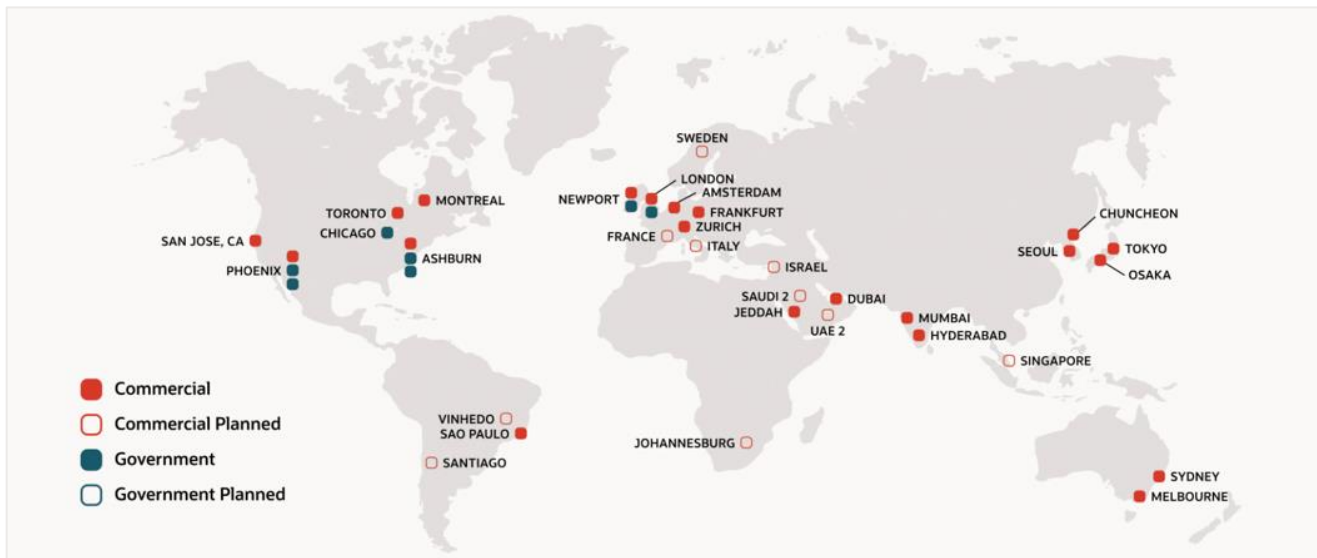 SWEDEN
LONDON
NEWPORT
AMSTERDAM
MONTREAL
TORONTO
FRANKFURT
CHUNCHEON
CHICAGO
ZURICH
SAN JOSE, CA
FRANCE
ITALY
SEOUL
TOKYO
ASHBURN
PHOENIX
ISRAEL
OSAKA
SAUDI 2
DUBAI
JEDDAH
MUMBAI
UAE 2
HYDERABAD
SINGAPORE
Commercial
Commercial Planned
VINHEDO
SAO PAULO
JOHANNESBURG
Government
SANTIAGO
SYDNEY
Government Planned
MELBOURNE